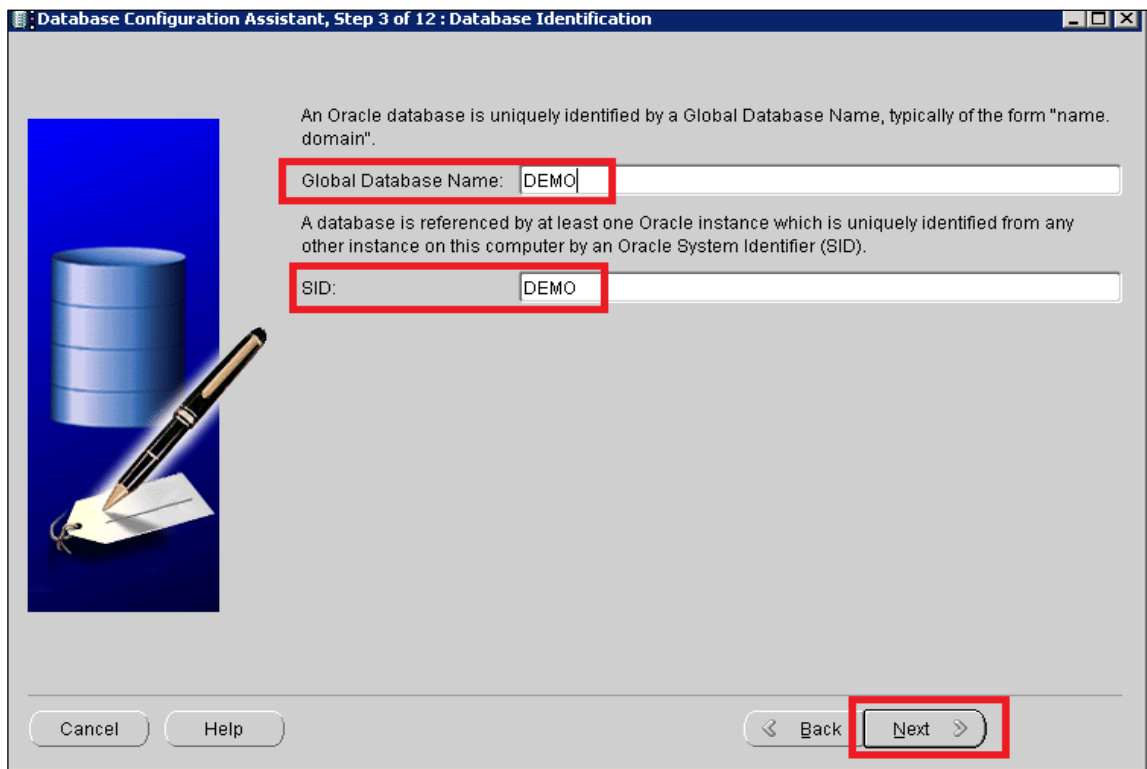 Database Configuration Assistant, Step 3 of 12 : Database Identification
An Oracle database is uniquely identified by a Global Database Name, typically of the form "name.
domain".
Global Database Name: DEMO
A database is referenced by at least one Oracle instance which is uniquely identified from any
other instance on this computer by an Oracle System Identifier (SID).
SID: DEMO
Cancel Help Back Next